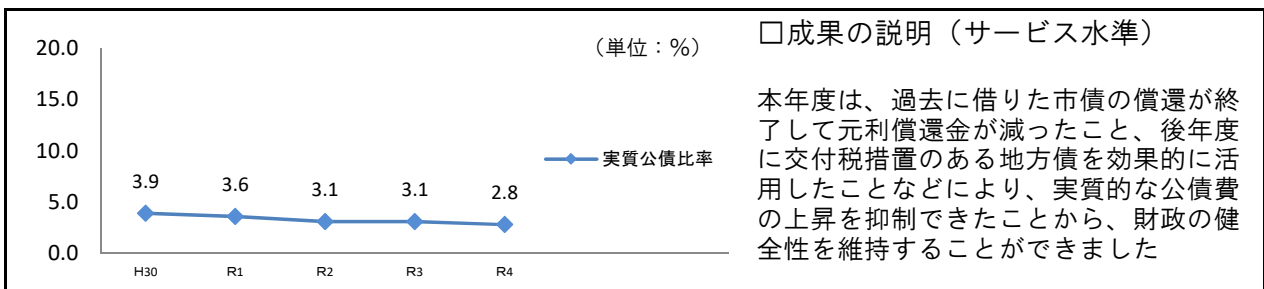 20.0
15.0
10.0
5.0
0.0
（単位：%）
実質公債比率
3.9
3.6
3.1
3.1
2.8
H30
R1
R2
R3
R4
□成果の説明（サービス水準）
本年度は、過去に借りた市債の償還が終
了して元利償還金が減ったこと、後年度
に交付税措置のある地方債を効果的に活
用したことなどにより、実質的な公債費
の上昇を抑制できたことから、財政の健
全性を維持することができました